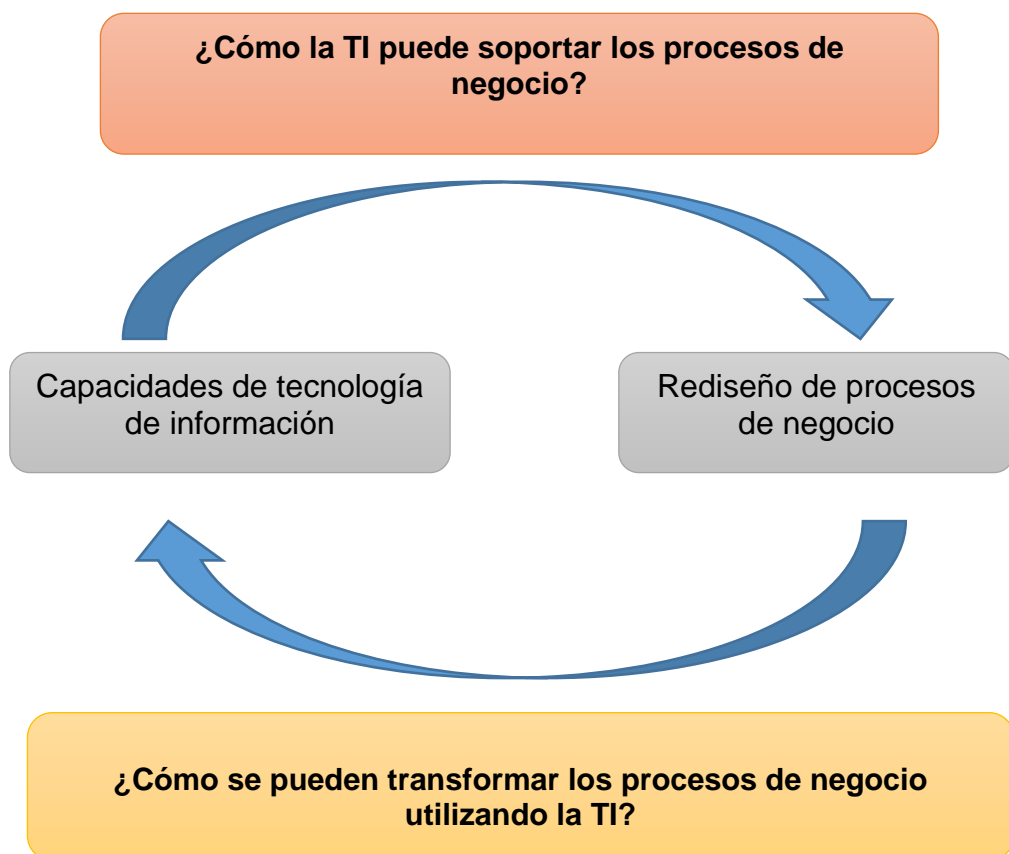 ¿Cómo la TI puede soportar los procesos de
negocio?
Capacidades de tecnología
de información
Rediseño de procesos
de negocio
¿Cómo se pueden transformar los procesos de negocio
utilizando la TI?